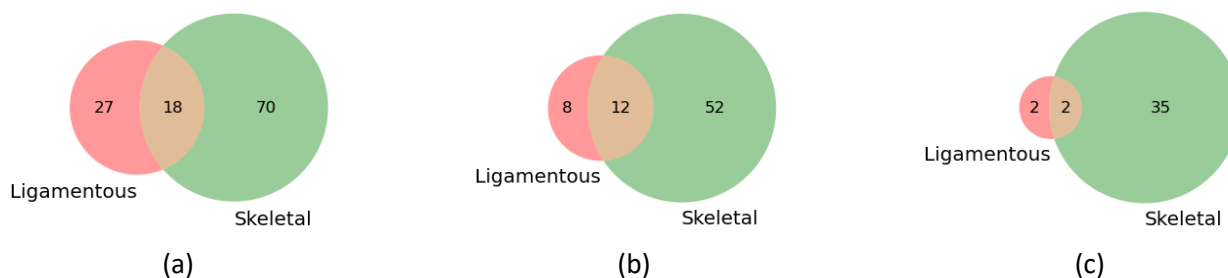 27 18 70
Ligamentous
Skeletal
(a)
8 12 52
Ligamentous
Skeletal
(b)
2 2 35
Ligamentous
Skeletal
(c)